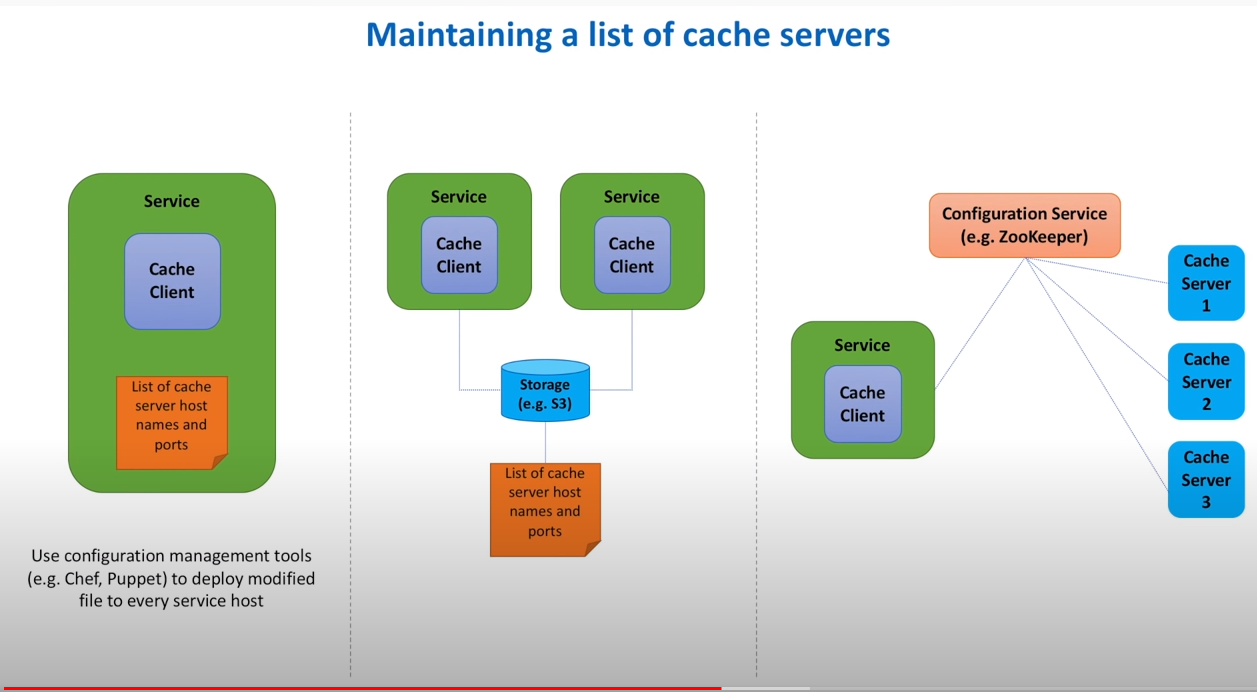 Maintaining a list of cache servers
Service
Cache
Client
List of cache
server host
names and
ports
Use configuration management tools
(e.g. Chef, Puppet) to deploy modified
file to every service host
Service
Cache
Client
Service
Cache
Client
Storage
(e.g. S3)
List of cache
server host
names and
ports
Configuration Service
(e.g. ZooKeeper)
Service
Cache
Client
Cache
Server
1
Cache
Server
2
Cache
Server
3